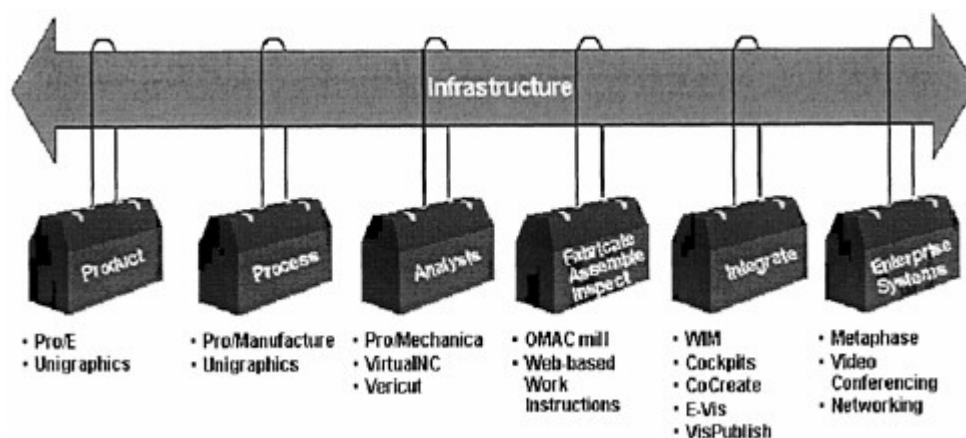 Infrastructure
Product
Process
Analysis
Fabricate
Assemble
Inspect
Integrate
Enterprise
Systems
• Pro/E
• Unigraphics
• Pro/Manufacture
• Unigraphics
• Pro/Mechanica
• VirtualNC
• Vericut
• OMAC mill
• Web-based
Work
Instructions
• WIM
• Cockpits
• CoCreate
• E-Vis
• VisPublish
• Metaphase
• Video
Conferencing
• Networking